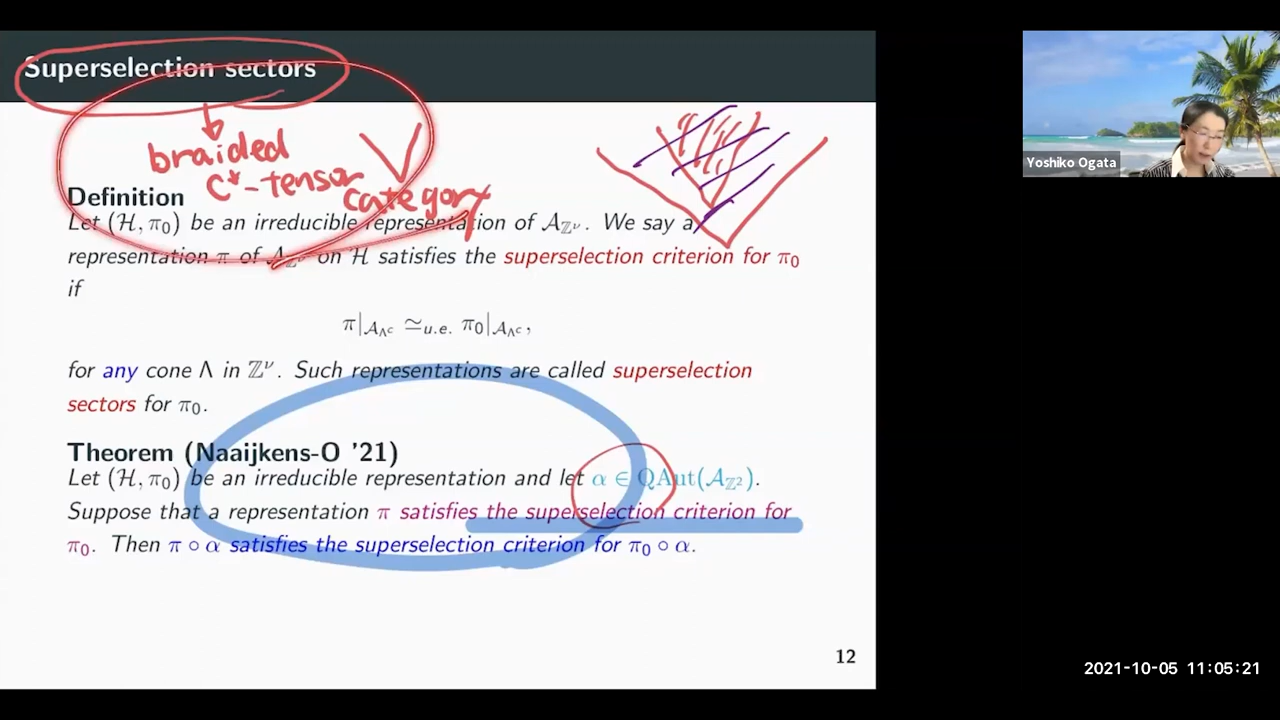 Superselection sectors
braided
C*-tensor
category
Definition
Let (ℋ, π₀) be an irreducible representation of 𝒜_{ℤ^ν}. We say a
representation π of 𝒜_{ℤ^ν} on ℋ satisfies the superselection criterion for π₀
if
π|_{𝒜_{Λ^c}} ≃_{u.e.} π₀|_{𝒜_{Λ^c}},
for any cone Λ in ℤ^ν. Such representations are called superselection
sectors for π₀.
Theorem (Naaijkens-O '21)
Let (ℋ, π₀) be an irreducible representation and let α ∈ QAut(𝒜_{ℤ²}).
Suppose that a representation π satisfies the superselection criterion for
π₀. Then π ∘ α satisfies the superselection criterion for π₀ ∘ α.
12
Yoshiko Ogata
2021-10-05 11:05:21